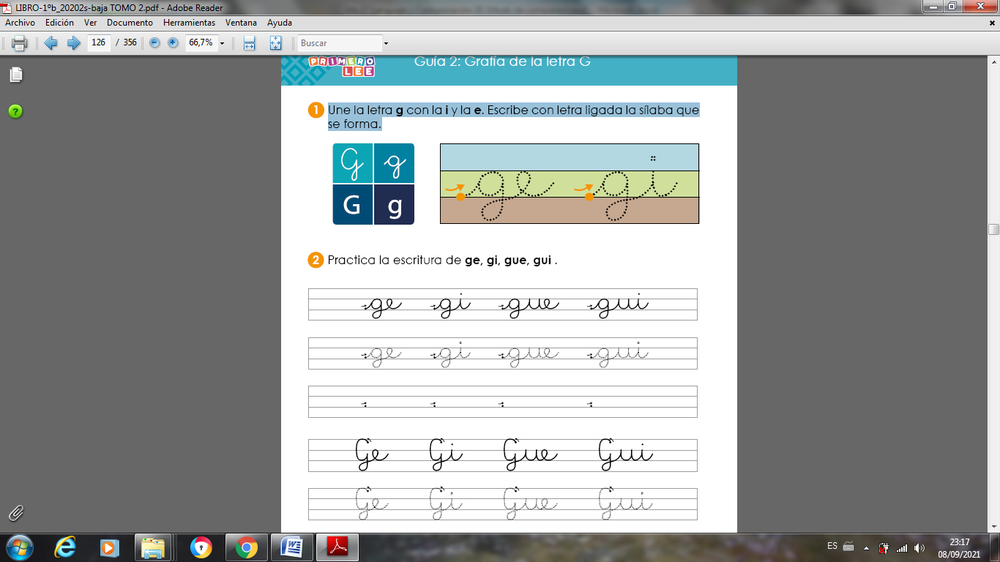 LIBRO-1ºb_20202s-baja TOMO 2.pdf - Adobe Reader
Archivo Edición Ver Documento Herramientas Ventana Ayuda
126 / 356 66,7% Buscar
PRIMERO LEE
Guía 2: Grafía de la letra G
1 Une la letra g con la i y la e. Escribe con letra ligada la sílaba que
se forma.
G g
G g
ge gi
2 Practica la escritura de ge, gi, gue, gui .
ge gi gue gui
ge gi gue gui
Ge Gi Gue Gui
Ge Gi Gue Gui
ES 23:17
08/09/2021